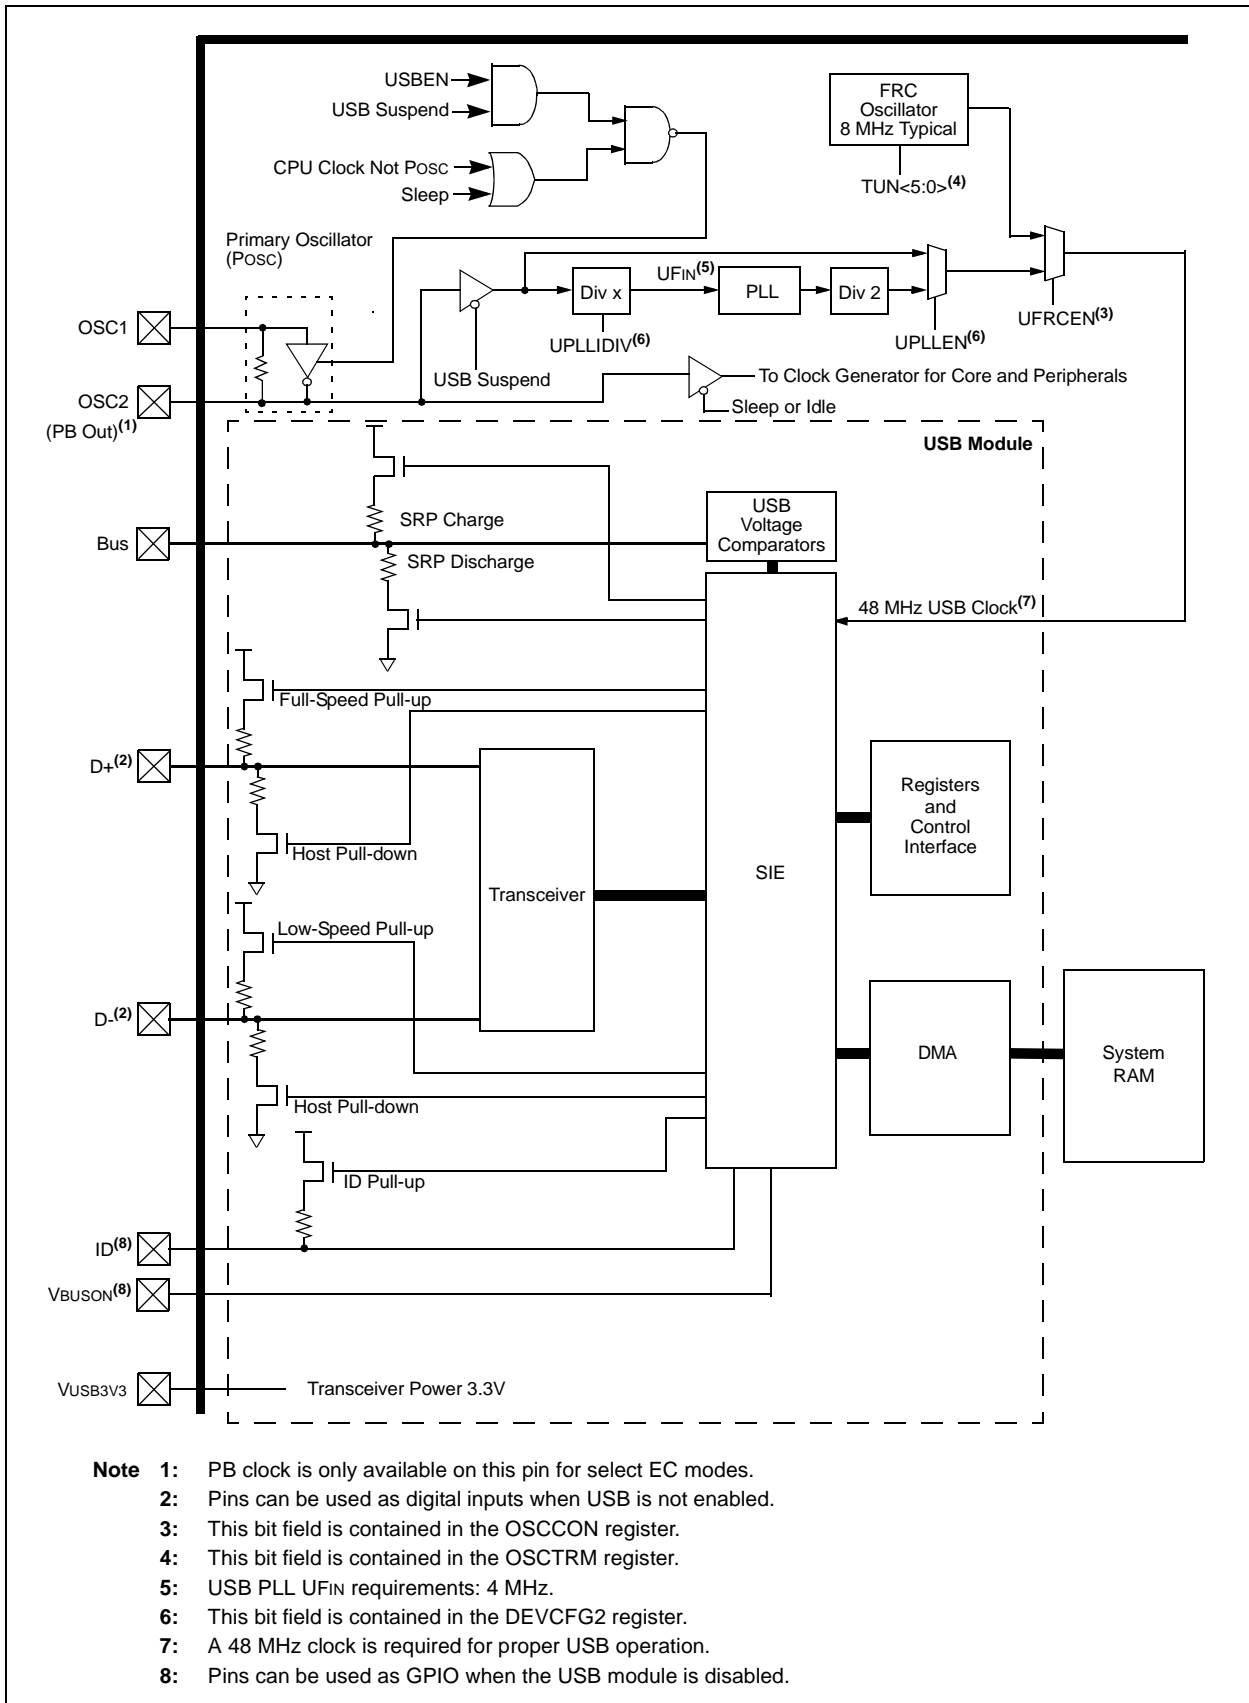 USBEN
USB Suspend
CPU Clock Not POSC
Sleep
FRC
Oscillator
8 MHz Typical
TUN<5:0>(4)
Primary Oscillator
(POSC)
UFIN(5)
Div x
PLL
Div 2
UPLLIDIV(6)
UPLLEN(6)
UFRCEN(3)
OSC1
USB Suspend
To Clock Generator for Core and Peripherals
OSC2
(PB Out)(1)
Sleep or Idle
USB Module
SRP Charge
USB
Voltage
Comparators
Bus
SRP Discharge
48 MHz USB Clock(7)
Full-Speed Pull-up
D+(2)
Registers
and
Control
Interface
Host Pull-down
SIE
Transceiver
Low-Speed Pull-up
D-(2)
DMA
System
RAM
Host Pull-down
ID Pull-up
ID(8)
VBUSON(8)
VUSB3V3
Transceiver Power 3.3V
Note 1: PB clock is only available on this pin for select EC modes.
2: Pins can be used as digital inputs when USB is not enabled.
3: This bit field is contained in the OSCCON register.
4: This bit field is contained in the OSCTRM register.
5: USB PLL UFIN requirements: 4 MHz.
6: This bit field is contained in the DEVCFG2 register.
7: A 48 MHz clock is required for proper USB operation.
8: Pins can be used as GPIO when the USB module is disabled.